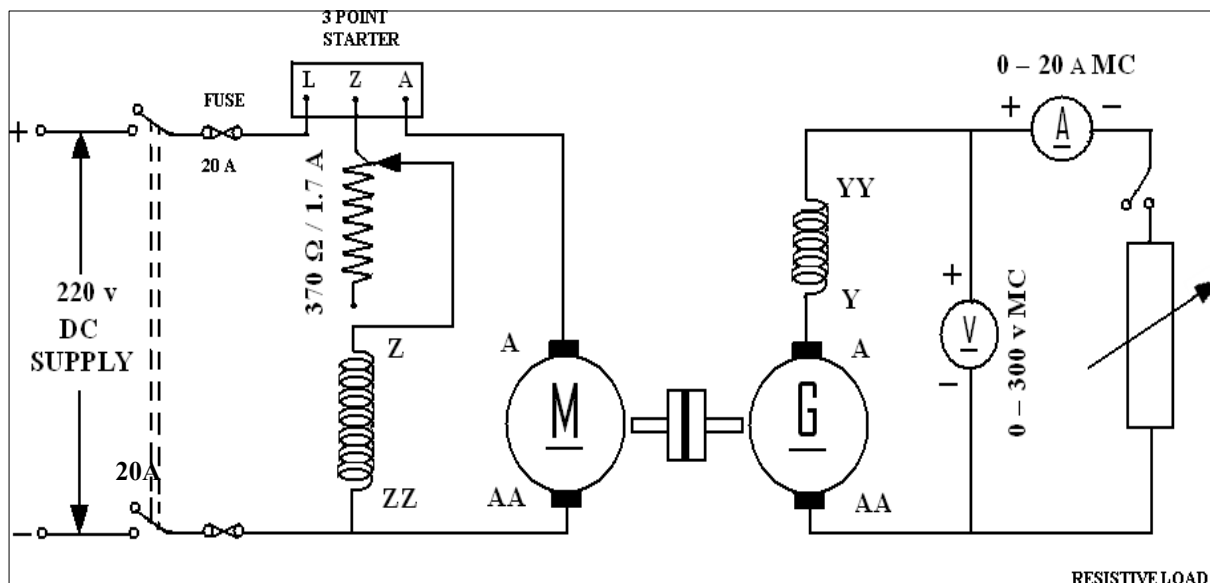 3 POINT
STARTER
L Z A
FUSE
20 A
+
370 Ω / 1.7 A
220 v
DC
SUPPLY
20A
-
Z
ZZ
A
M
AA
YY
Y
A
G
AA
0 – 20 A MC
+ A -
+
V
-
0 – 300 v MC
RESISTIVE LOAD